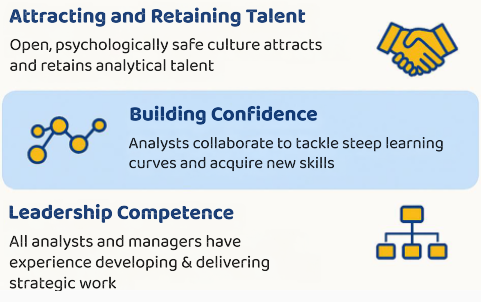 Attracting and Retaining Talent
Open, psychologically safe culture attracts
and retains analytical talent
Building Confidence
Analysts collaborate to tackle steep learning
curves and acquire new skills
Leadership Competence
All analysts and managers have
experience developing & delivering
strategic work